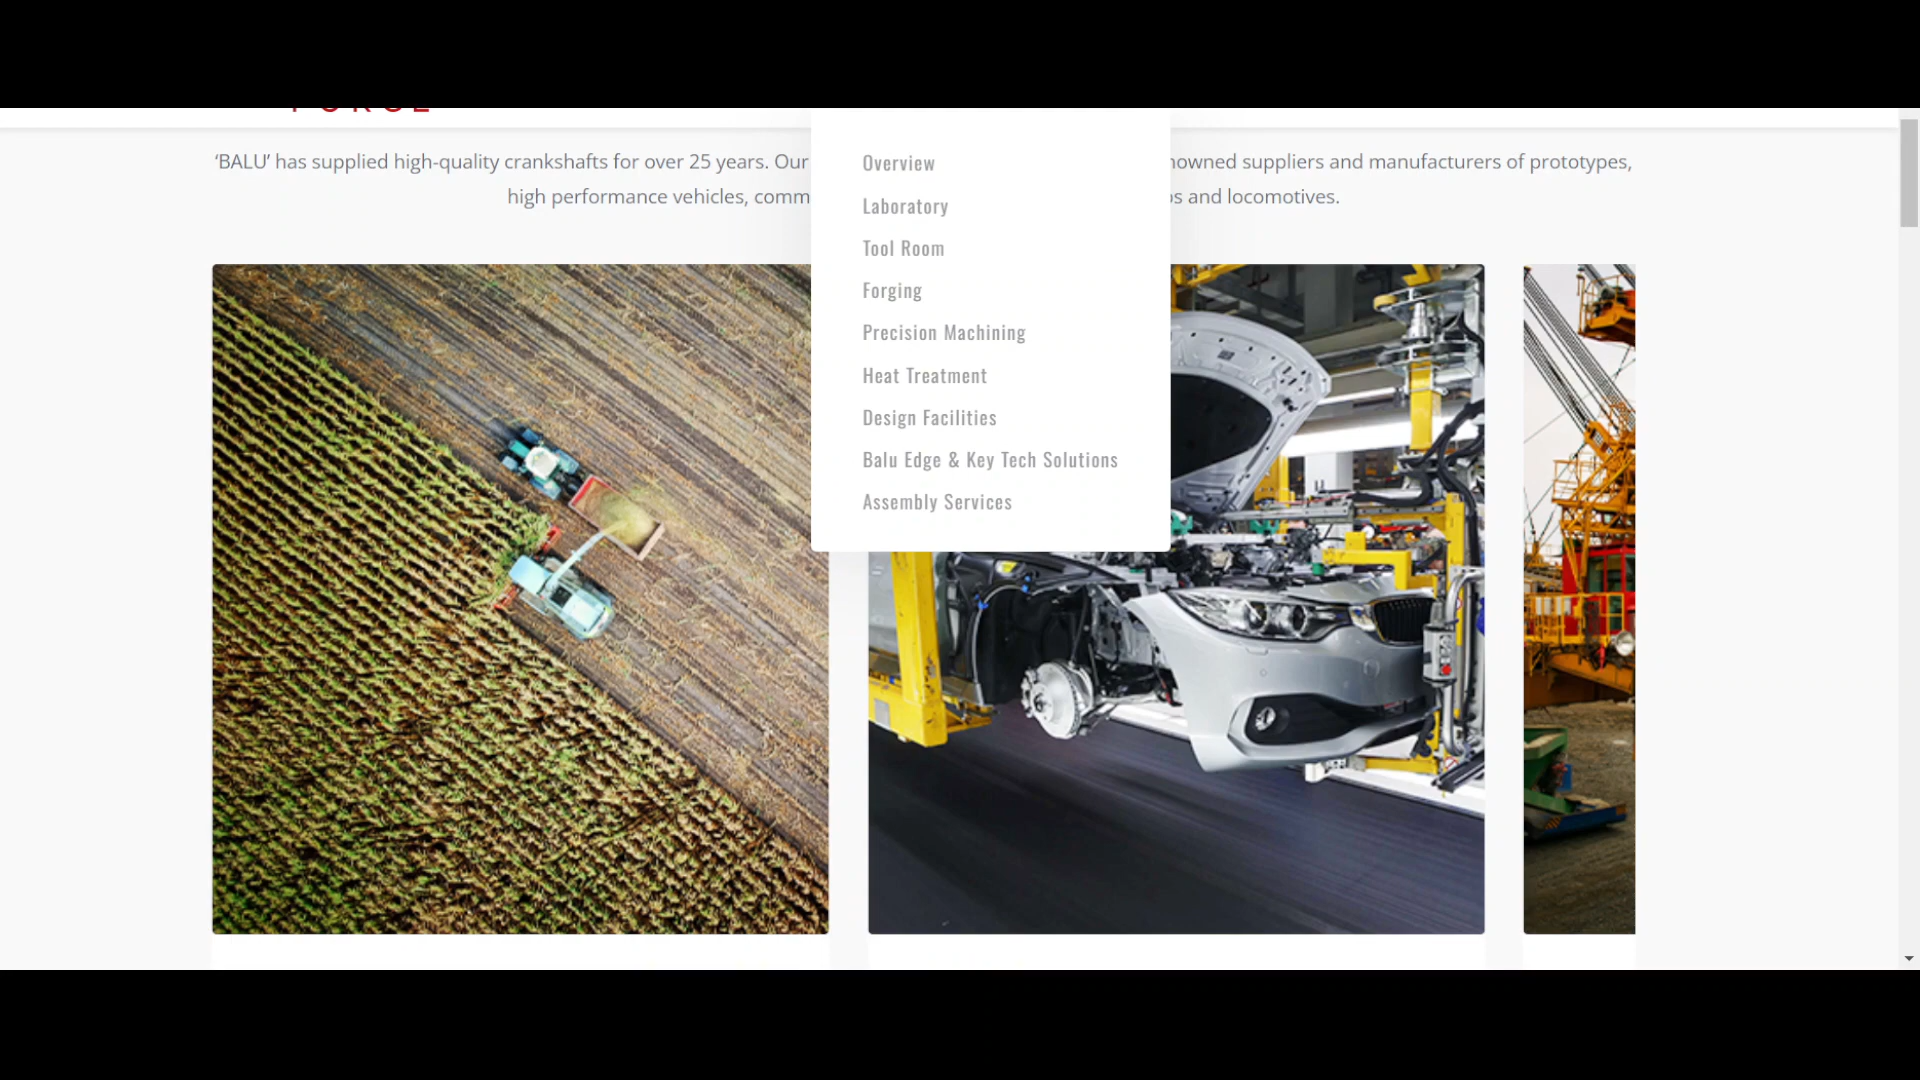 ‘BALU’ has supplied high-quality crankshafts for over 25 years. Our
suppliers and manufacturers of prototypes,
high performance vehicles,
and locomotives.
Overview
Laboratory
Tool Room
Forging
Precision Machining
Heat Treatment
Design Facilities
Balu Edge & Key Tech Solutions
Assembly Services